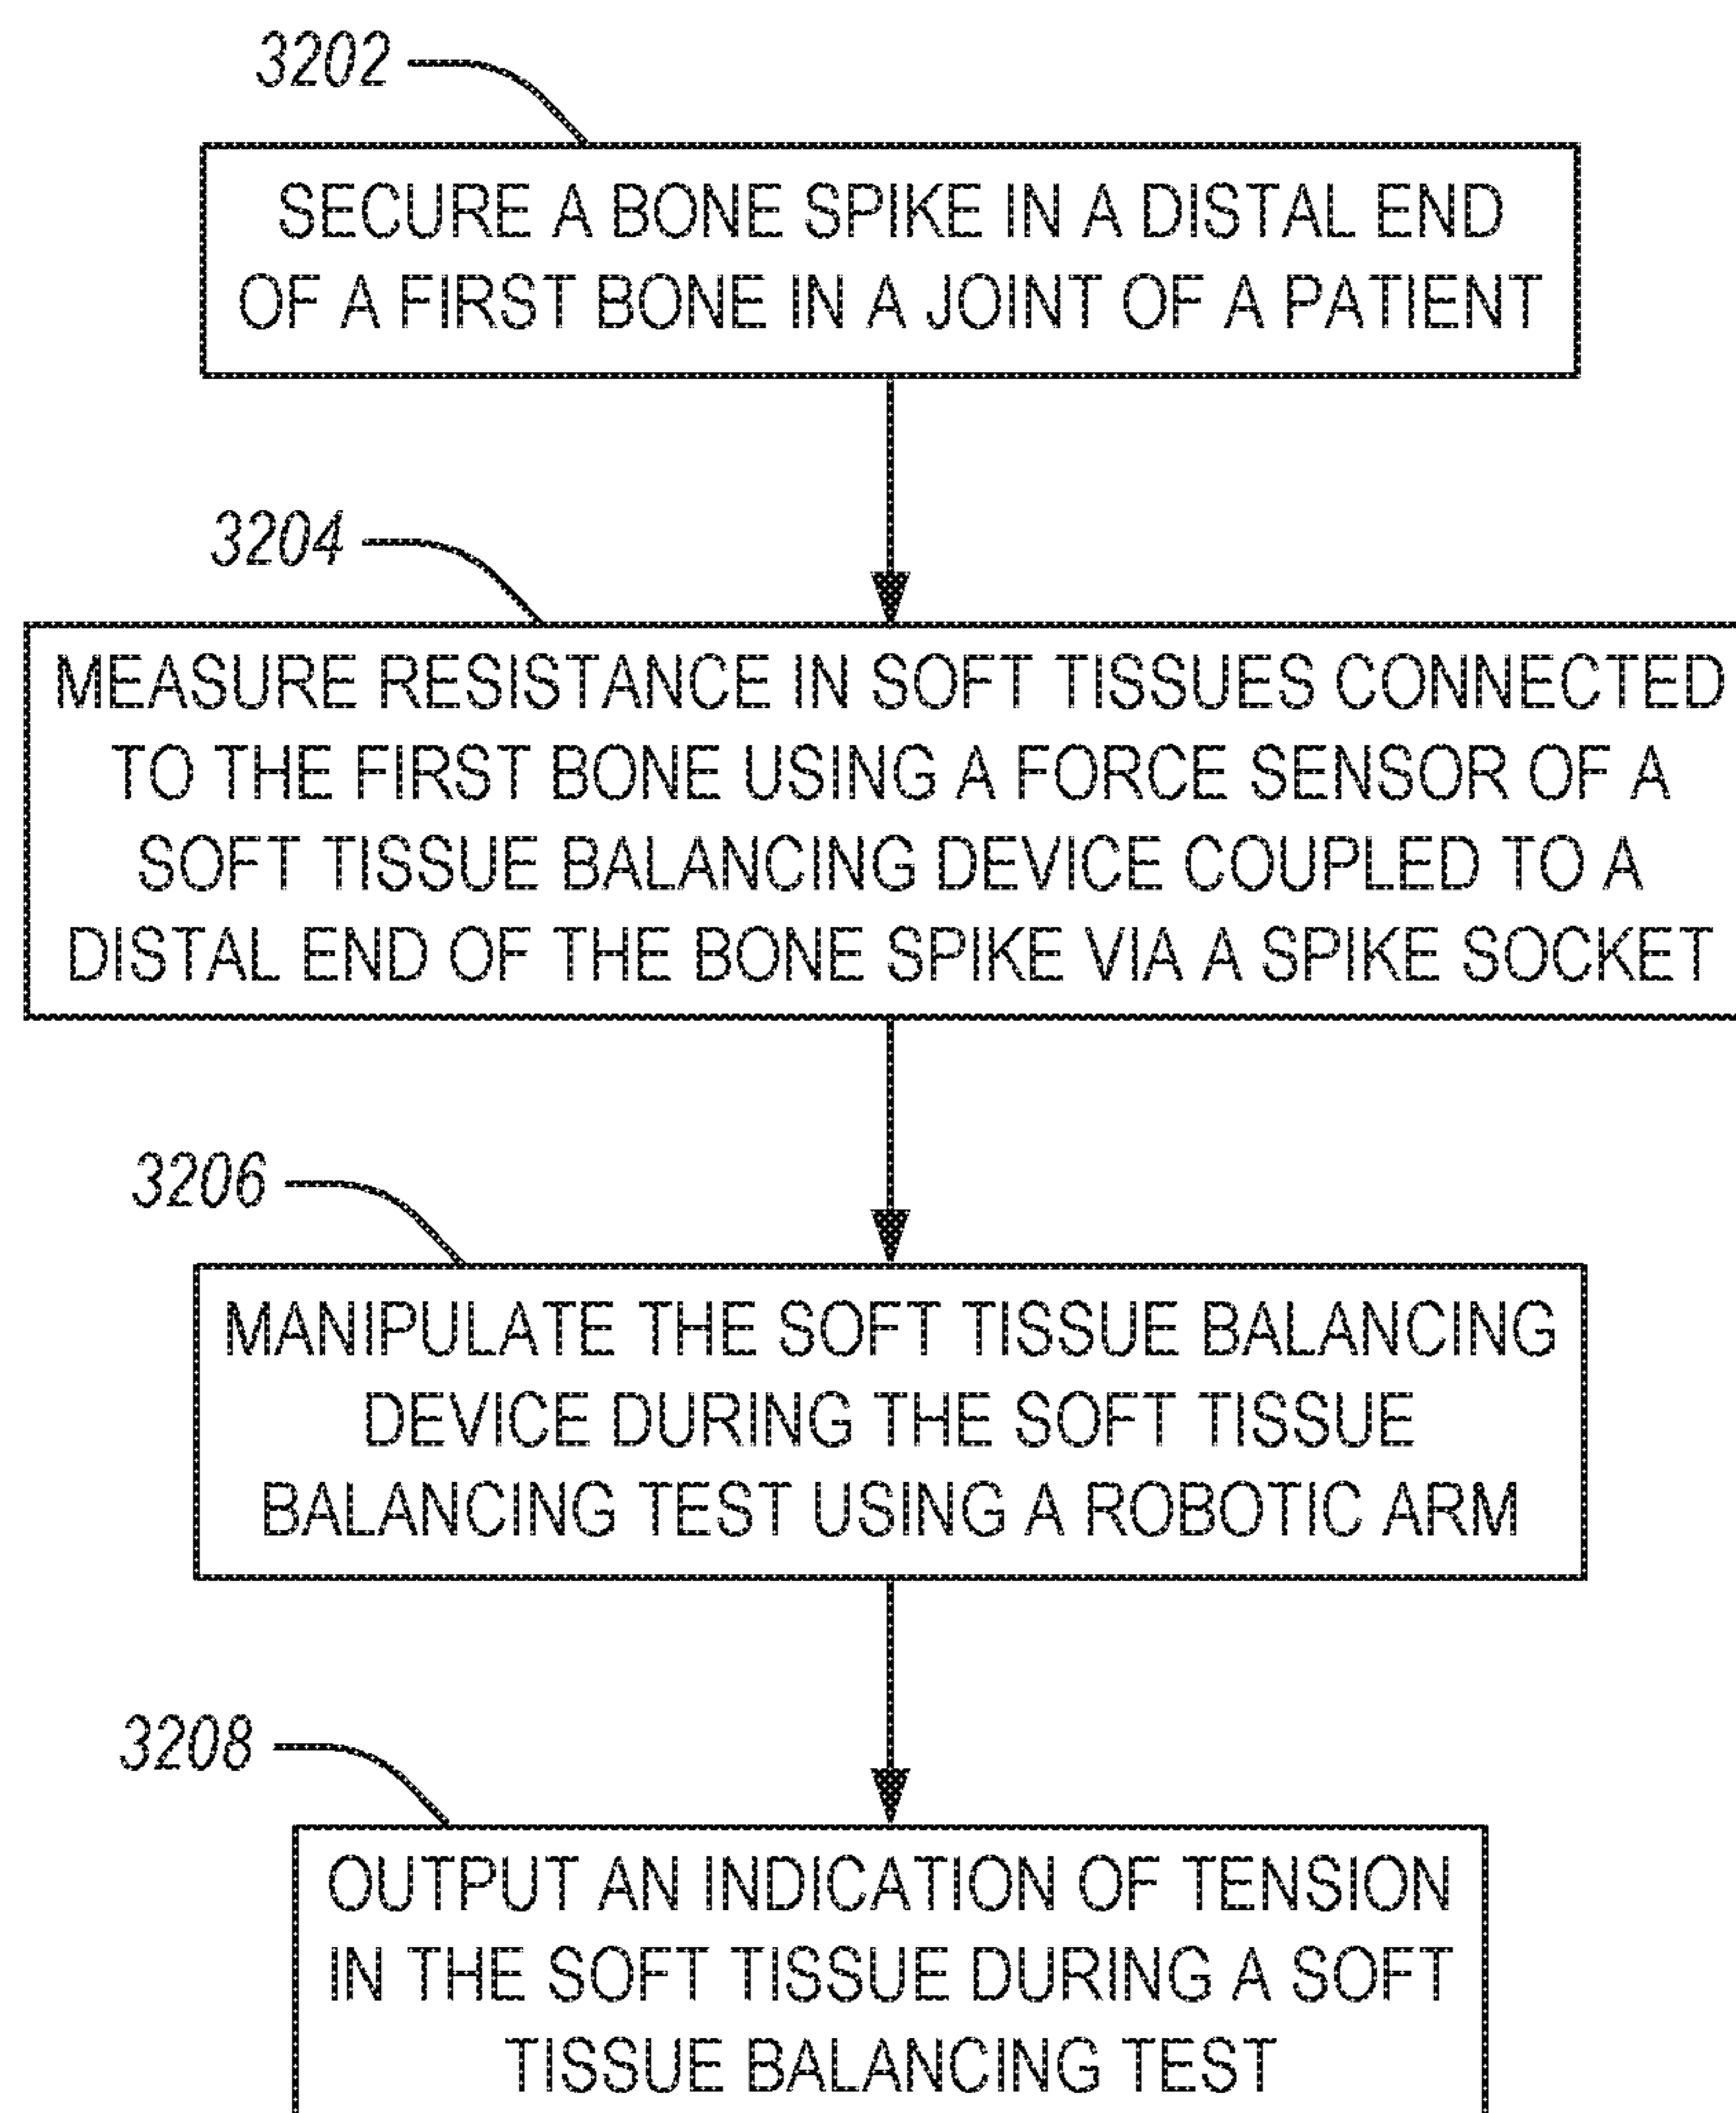 3202
SECURE A BONE SPIKE IN A DISTAL END
OF A FIRST BONE IN A JOINT OF A PATIENT
3204
MEASURE RESISTANCE IN SOFT TISSUES CONNECTED
TO THE FIRST BONE USING A FORCE SENSOR OF A
SOFT TISSUE BALANCING DEVICE COUPLED TO A
DISTAL END OF THE BONE SPIKE VIA A SPIKE SOCKET
3206
MANIPULATE THE SOFT TISSUE BALANCING
DEVICE DURING THE SOFT TISSUE
BALANCING TEST USING A ROBOTIC ARM
3208
OUTPUT AN INDICATION OF TENSION
IN THE SOFT TISSUE DURING A SOFT
TISSUE BALANCING TEST